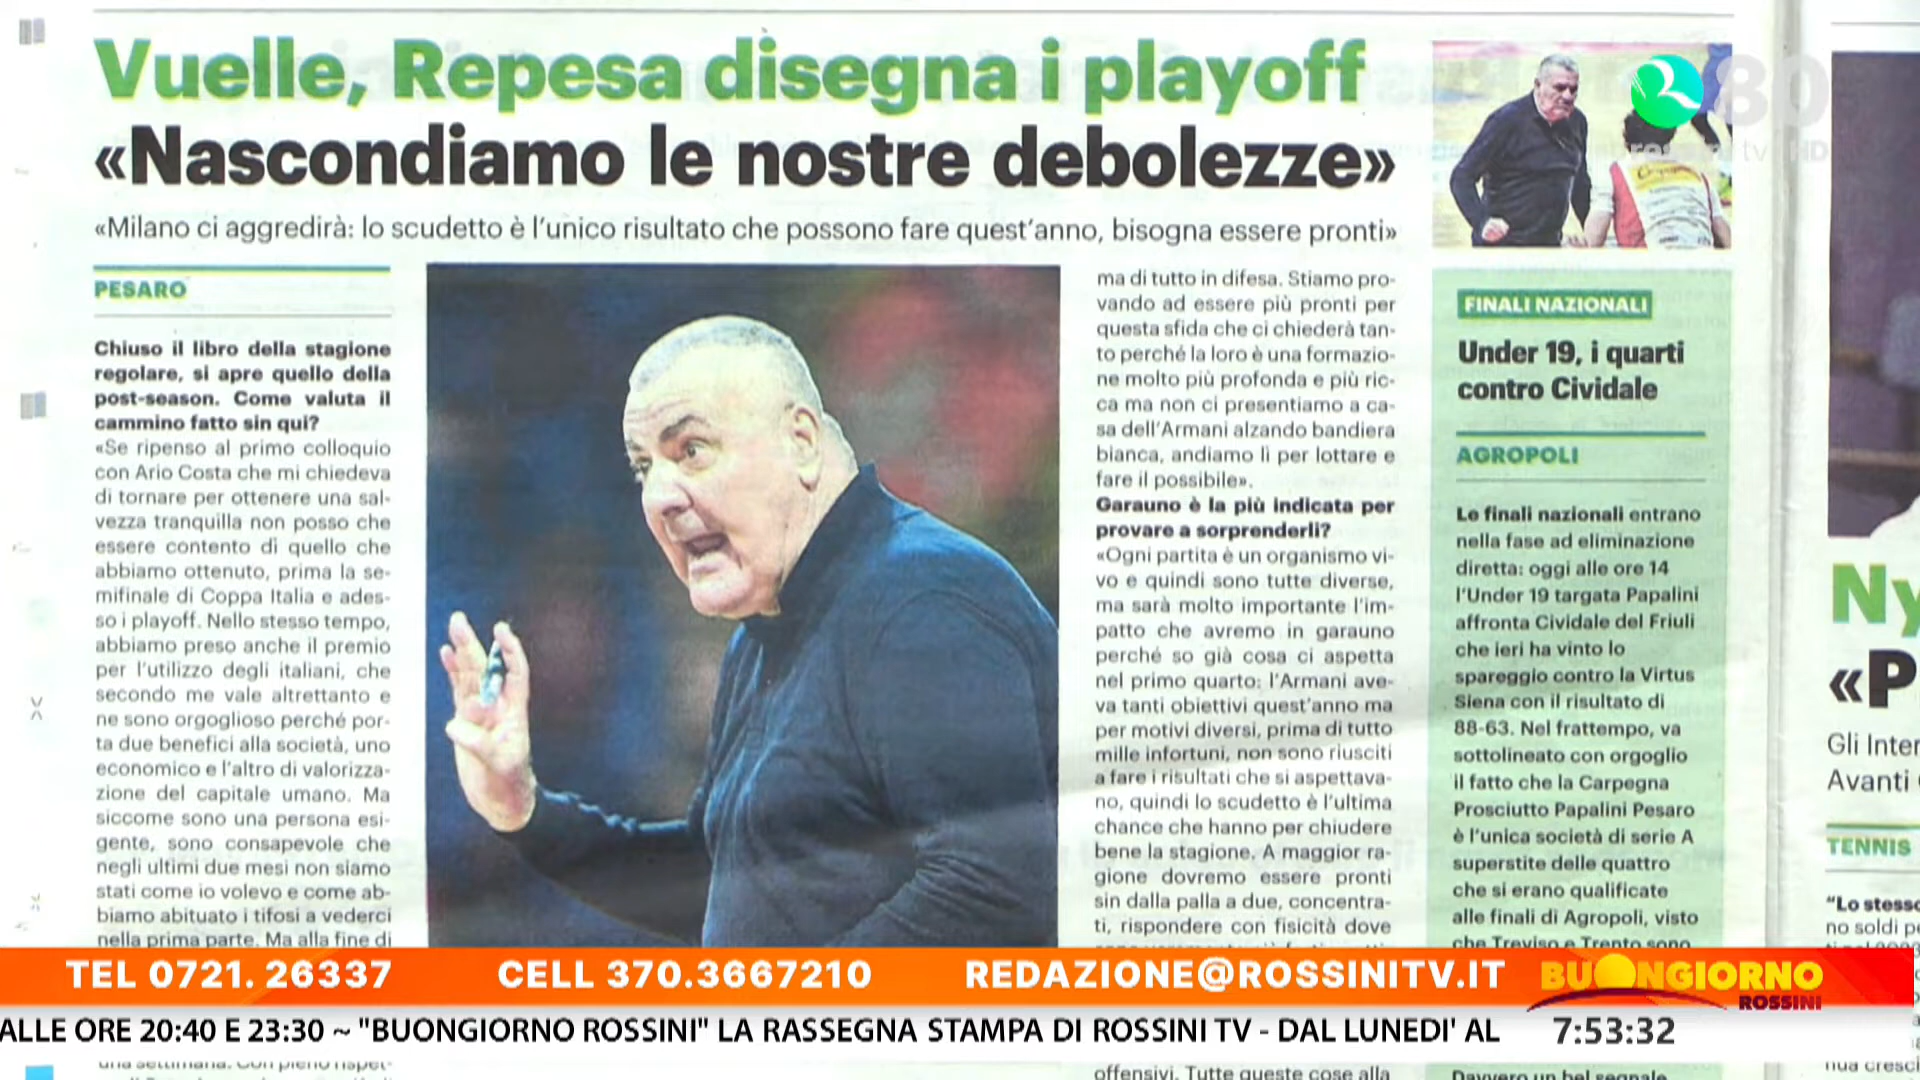 Vuelle, Repesa disegna i playoff
«Nascondiamo le nostre debolezze»
«Milano ci aggredirà: lo scudetto è l'unico risultato che possono fare quest'anno, bisogna essere pronti»
PESARO
Chiuso il libro della stagione
regolare, si apre quello della
post-season. Come valuta il
cammino fatto sin qui?
«Se ripenso al primo colloquio
con Ario Costa che mi chiedeva
di tornare per ottenere una sal-
vezza tranquilla non posso che
essere contento di quello che
abbiamo ottenuto, prima la se-
mifinale di Coppa Italia e ades-
so i playoff. Nello stesso tempo,
abbiamo preso anche il premio
per l'utilizzo degli italiani, che
secondo me vale altrettanto e
ne sono orgoglioso perché por-
ta due benefici alla società, uno
economico e l'altro di valorizza-
zione del capitale umano. Ma
siccome sono una persona esi-
gente, sono consapevole che
negli ultimi due mesi non siamo
stati come io volevo e come ab-
biamo abituato i tifosi a vederci
nella prima parte. Ma alla fine di
ma di tutto in difesa. Stiamo pro-
vando ad essere più pronti per
questa sfida che ci chiederà tan-
to perché la loro è una formazio-
ne molto più profonda e più ric-
ca ma non ci presentiamo a ca-
sa dell'Armani alzando bandiera
bianca, andiamo lì per lottare e
fare il possibile».
Garauno è la più indicata per
provare a sorprenderli?
«Ogni partita è un organismo vi-
vo e quindi sono tutte diverse,
ma sarà molto importante l'im-
patto che avremo in garauno
perché so già cosa ci aspetta
nel primo quarto: l'Armani ave-
va tanti obiettivi quest'anno ma
per motivi diversi, prima di tutto
mille infortuni, non sono riusciti
a fare i risultati che si aspettava-
no, quindi lo scudetto è l'ultima
chance che hanno per chiudere
bene la stagione. A maggior ra-
gione dovremo essere pronti
sin dalla palla a due, concentra-
ti, rispondere con fisicità dove
offensivi. Tutte queste cose alla
80
rossini tv HD
FINALI NAZIONALI
Under 19, i quarti
contro Cividale
AGROPOLI
Le finali nazionali entrano
nella fase ad eliminazione
diretta: oggi alle ore 14
l'Under 19 targata Papalini
affronta Cividale del Friuli
che ieri ha vinto lo
spareggio contro la Virtus
Siena con il risultato di
88-63. Nel frattempo, va
sottolineato con orgoglio
il fatto che la Carpegna
Prosciutto Papalini Pesaro
è l'unica società di serie A
superstite delle quattro
che si erano qualificate
alle finali di Agropoli, visto
che Treviso e Trento sono
Davvero un bel segnale
Ny
«P
Gli Inter
Avanti
TENNIS
"Lo stesso
no soldi pe
nua cresci
TEL 0721. 26337 CELL 370.3667210 REDAZIONE@ROSSINITV.IT
BUONGIORNO
ROSSINI
ALLE ORE 20:40 E 23:30 ~ "BUONGIORNO ROSSINI" LA RASSEGNA STAMPA DI ROSSINI TV - DAL LUNEDI' AL
7:53:32